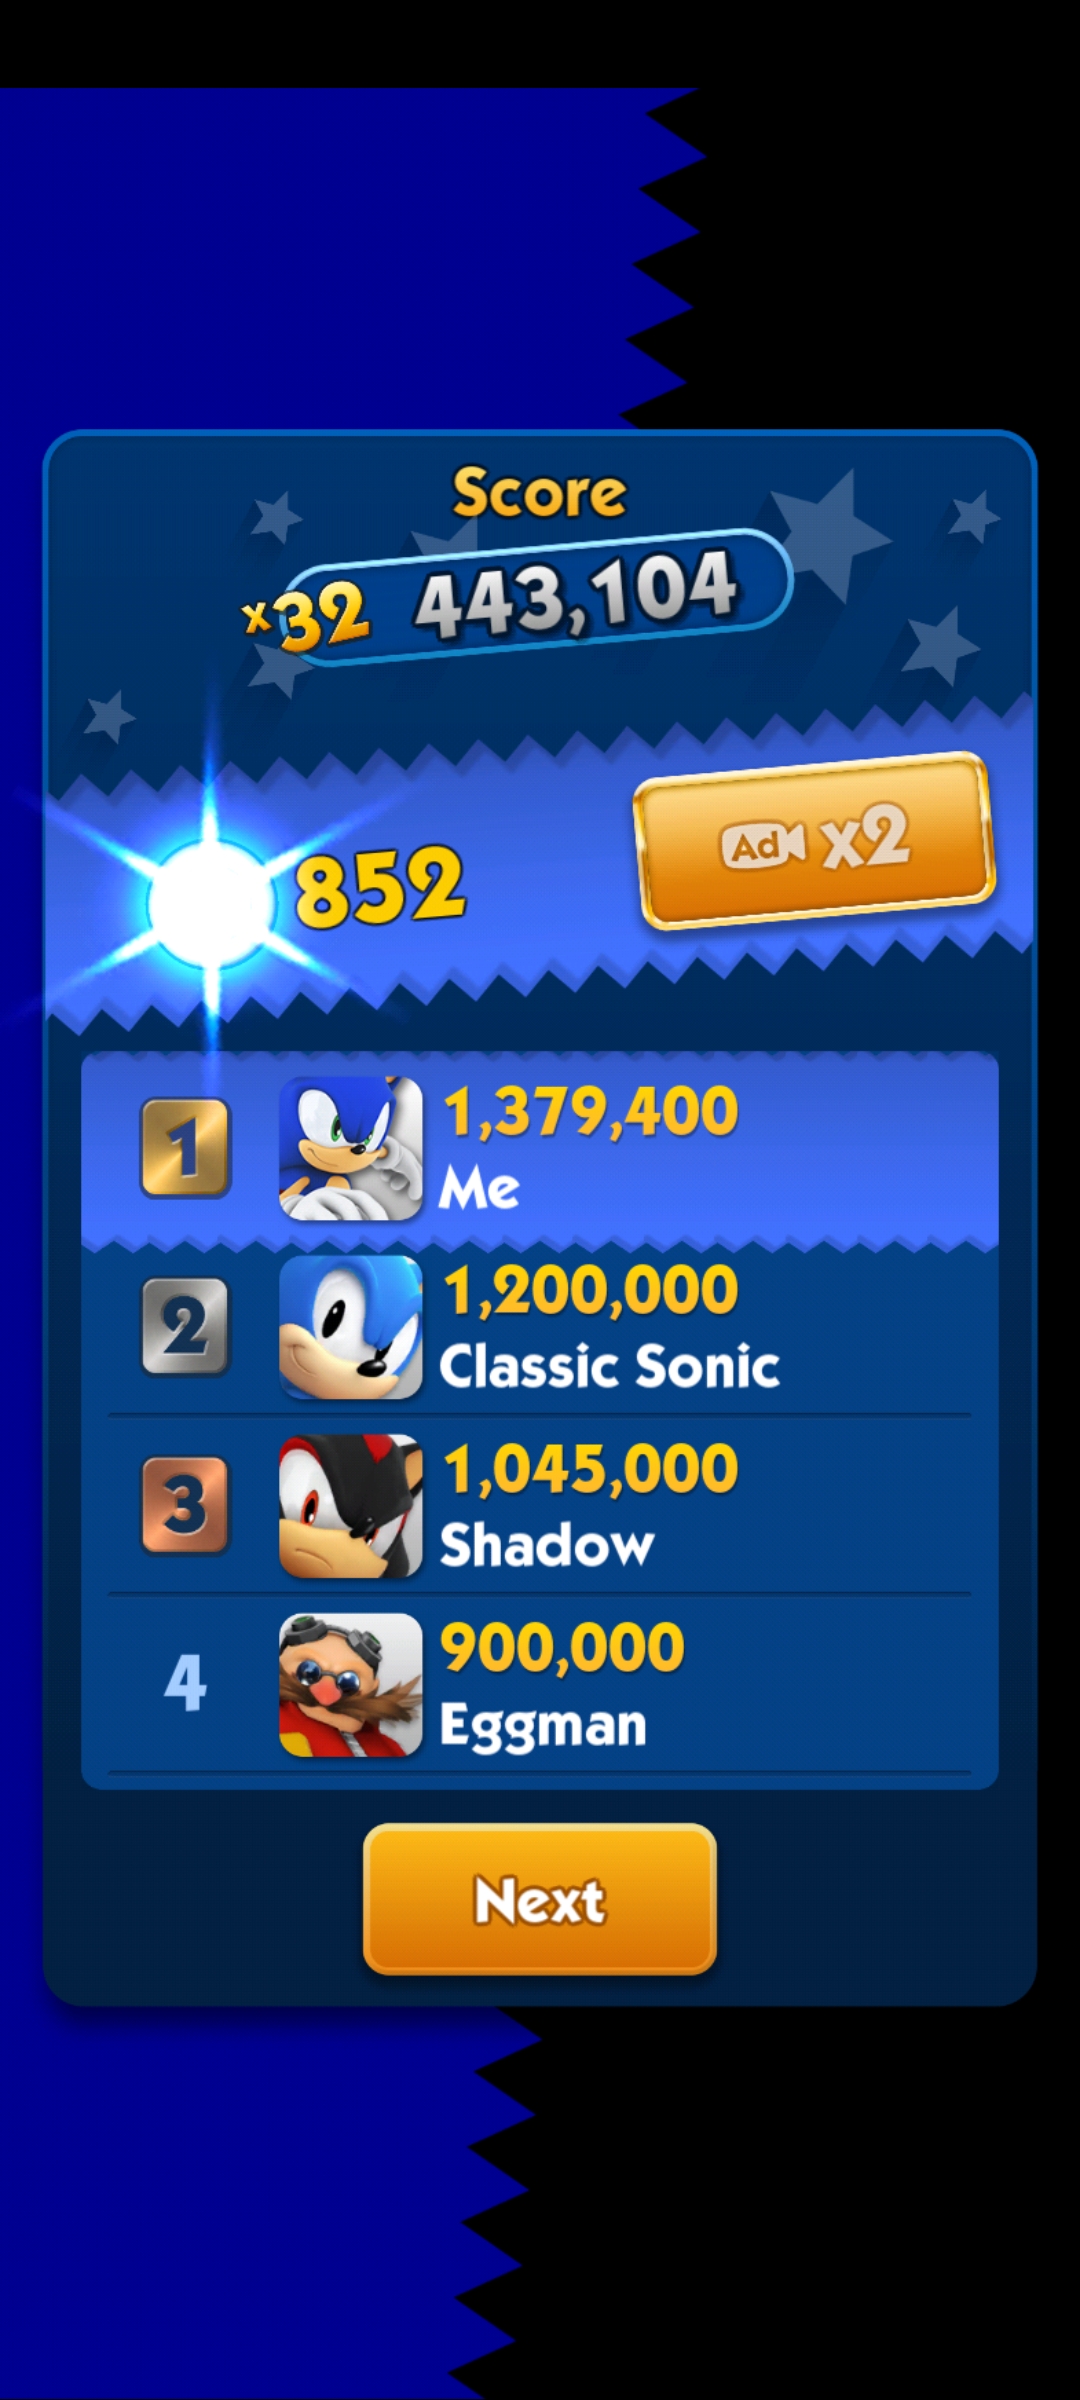 Score
x32 443,104
852
Ad x2
1 1,379,400
Me
2 1,200,000
Classic Sonic
3 1,045,000
Shadow
4 900,000
Eggman
Next